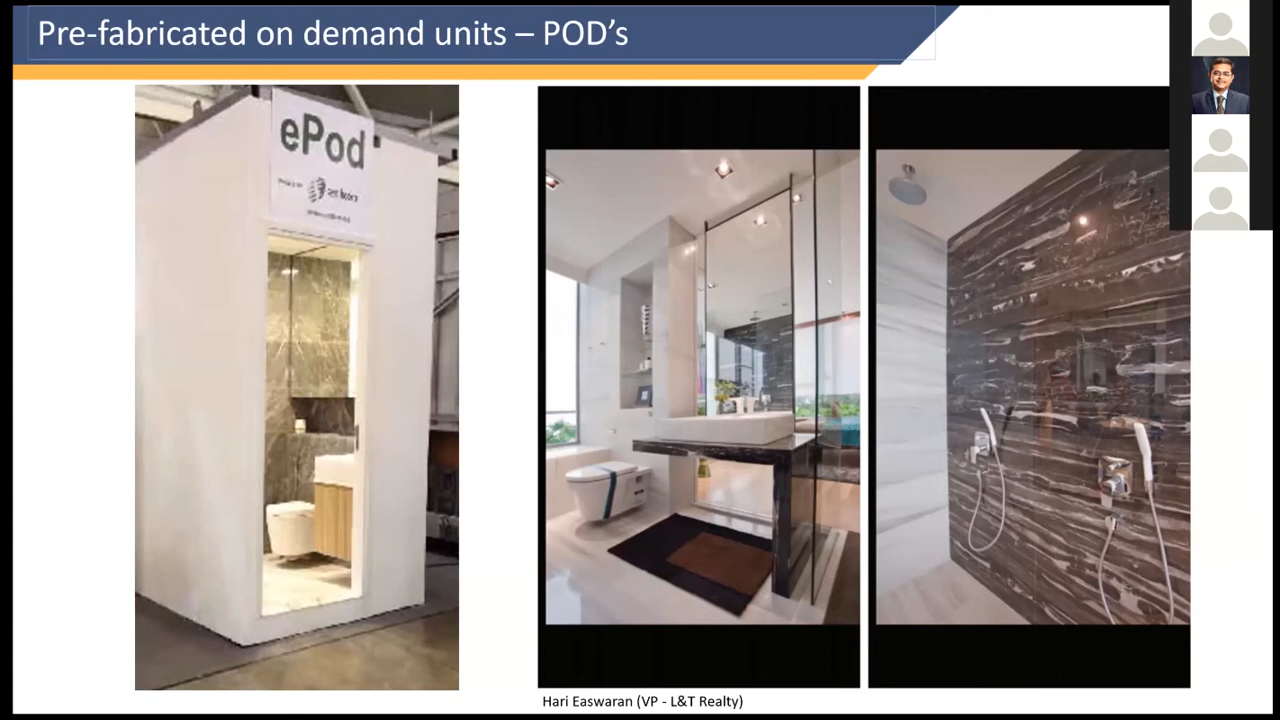 Pre-fabricated on demand units – POD’s
ePod
Hari Easwaran (VP - L&T Realty)